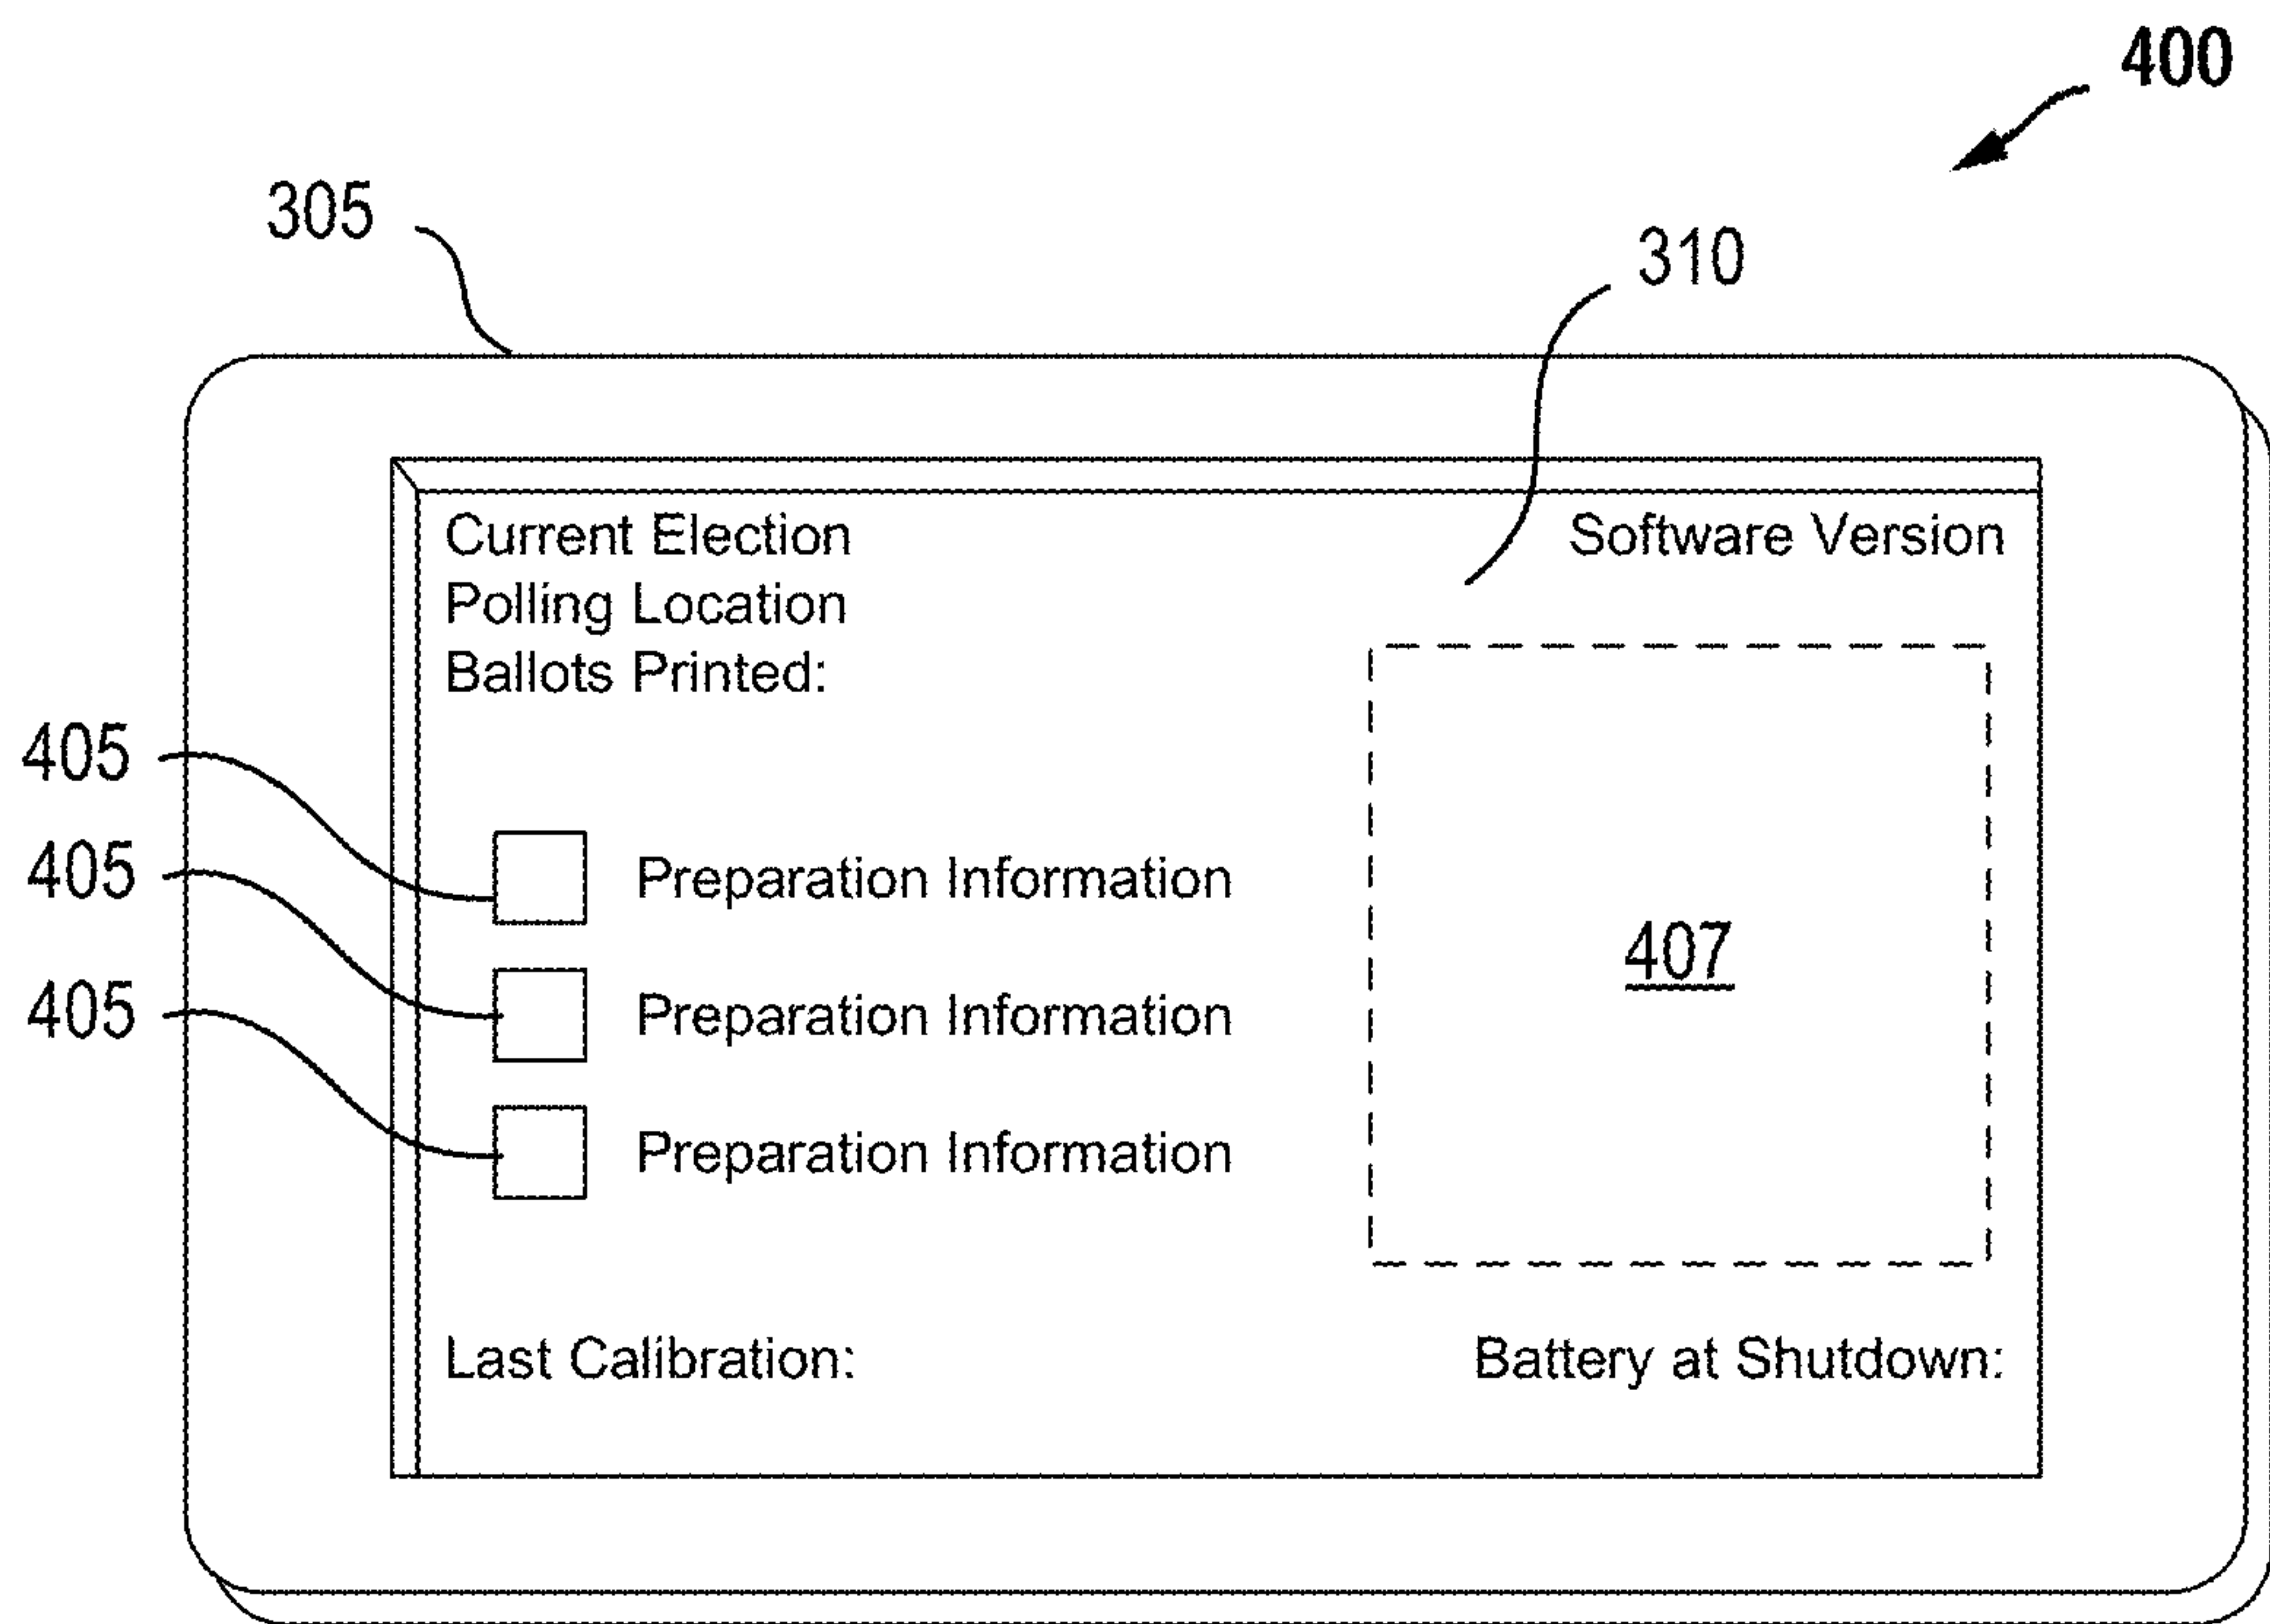 400
305
310
Current Election
Software Version
Polling Location
Ballots Printed:
405
405 Preparation Information
405 Preparation Information
Preparation Information
407
Last Calibration:
Battery at Shutdown: